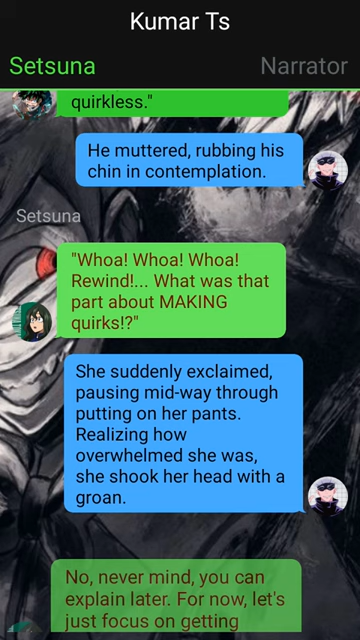 Kumar Ts
Setsuna
Narrator
quirkless."
He muttered, rubbing his
chin in contemplation.
Setsuna
"Whoa! Whoa! Whoa!
Rewind!... What was that
part about MAKING
quirks!?"
She suddenly exclaimed,
pausing mid-way through
putting on her pants.
Realizing how
overwhelmed she was,
she shook her head with a
groan.
No, never mind, you can
explain later. For now, let's
just focus on getting